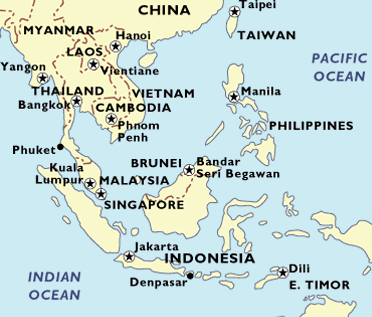 CHINA
Taipei
MYANMAR
Hanoi
TAIWAN
LAOS
PACIFIC
OCEAN
Yangon
Vientiane
THAILAND
VIETNAM
Manila
Bangkok
CAMBODIA
Phnom
Penh
PHILIPPINES
Phuket
BRUNEI
Bandar
Seri Begawan
Kuala
Lumpur
MALAYSIA
SINGAPORE
Jakarta
INDONESIA
INDIAN
OCEAN
Denpasar
Dili
E. TIMOR